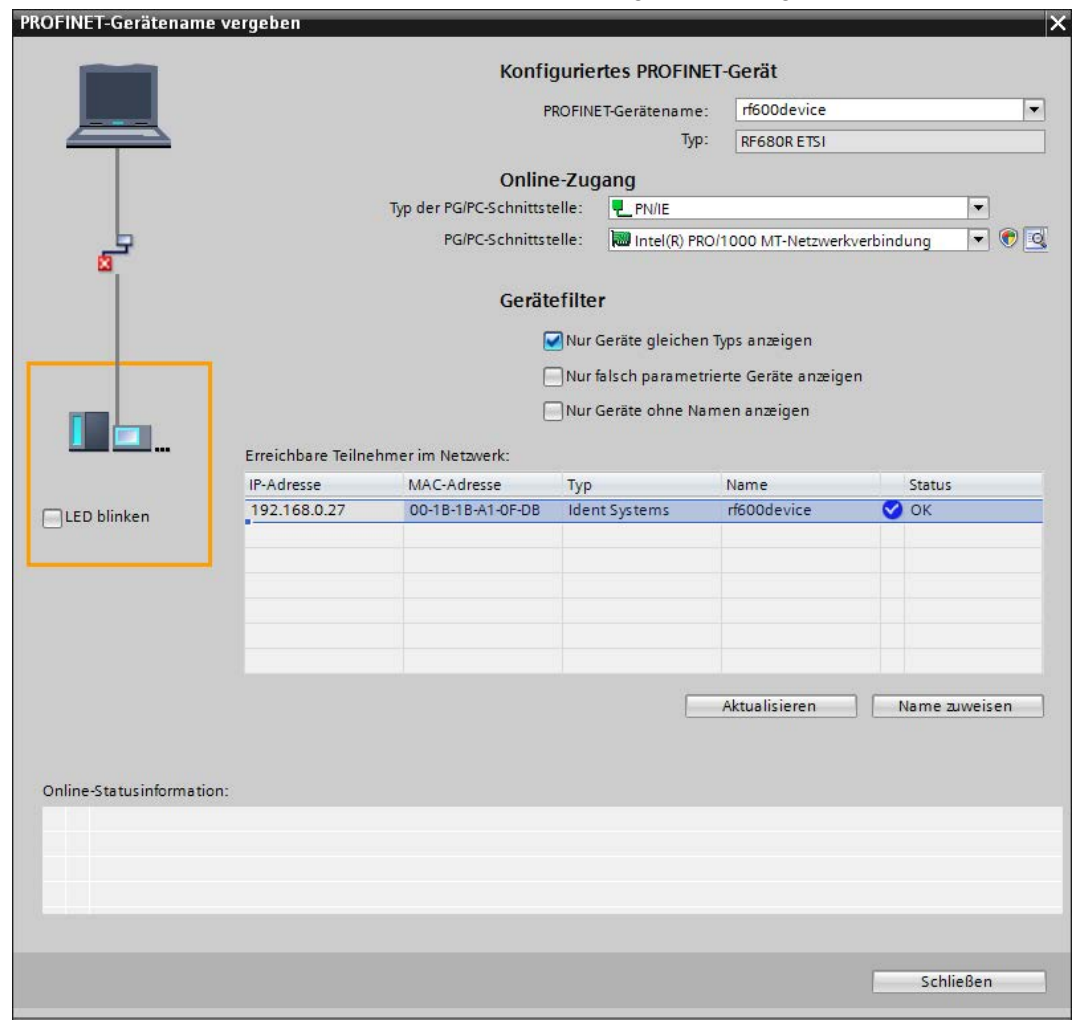 PROFINET-Gerätename vergeben
Konfiguriertes PROFINET-Gerät
PROFINET-Gerätename: rf600device
Typ: RF680R ETSI
Online-Zugang
Typ der PG/PC-Schnittstelle: PN/IE
PG/PC-Schnittstelle: Intel(R) PRO/1000 MT-Netzwerkverbindung
Gerätefilter
Nur Geräte gleichen Typs anzeigen
Nur falsch parametrierte Geräte anzeigen
Nur Geräte ohne Namen anzeigen
...
LED blinken
Erreichbare Teilnehmer im Netzwerk:
IP-Adresse MAC-Adresse Typ Name Status
192.168.0.27 00-1B-1B-A1-0F-DB Ident Systems rf600device OK
Aktualisieren Name zuweisen
Online-Statusinformation:
Schließen